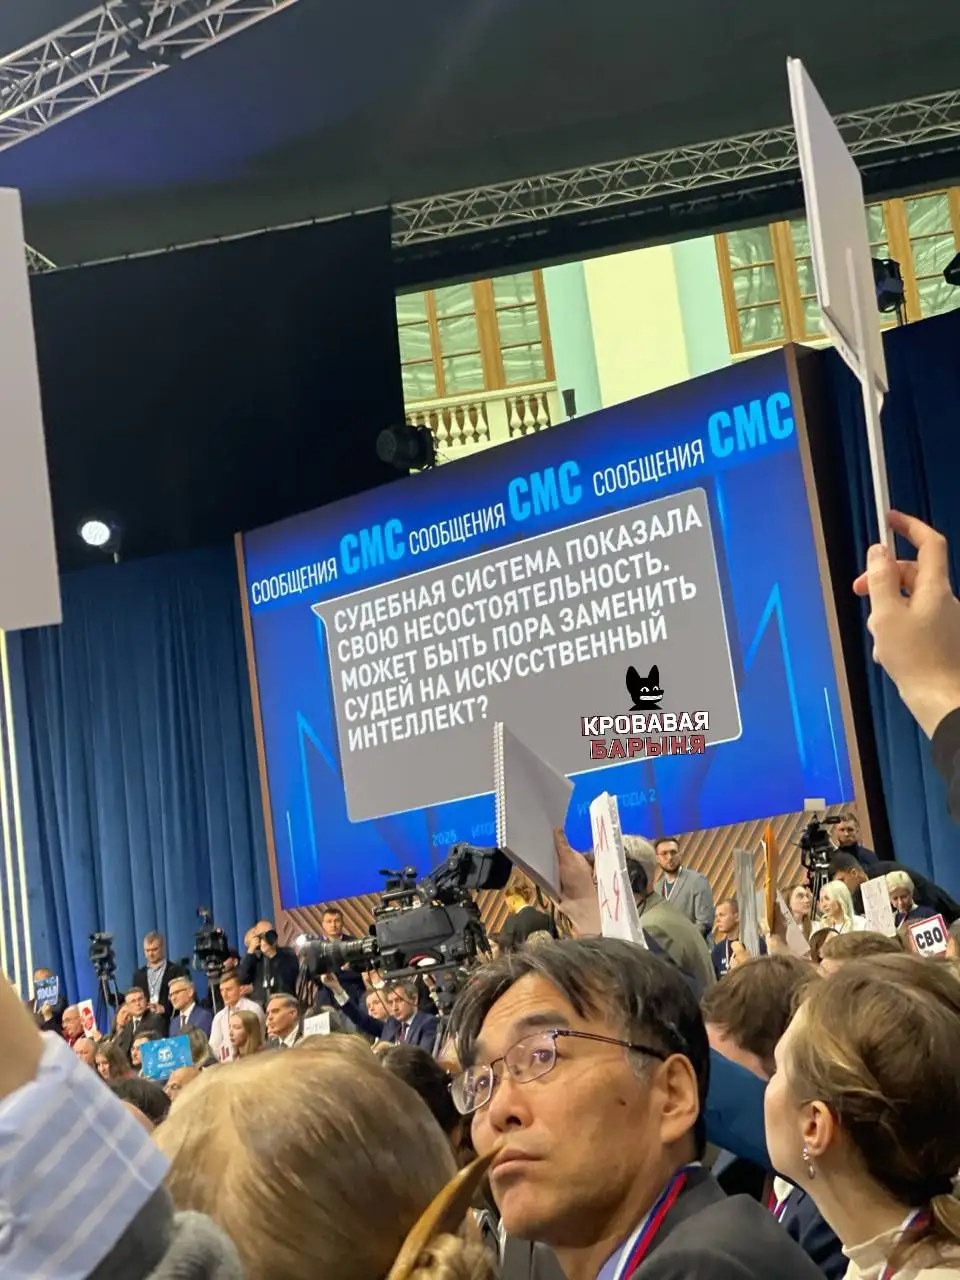 СООБЩЕНИЯ СМС СООБЩЕНИЯ СМС СООБЩЕНИЯ СМС
СУДЕБНАЯ СИСТЕМА ПОКАЗАЛА
СВОЮ НЕСОСТОЯТЕЛЬНОСТЬ.
МОЖЕТ БЫТЬ ПОРА ЗАМЕНИТЬ
СУДЕЙ НА ИСКУССТВЕННЫЙ
ИНТЕЛЛЕКТ?
КРОВАВАЯ
БАРЫНЯ
2025
СВО